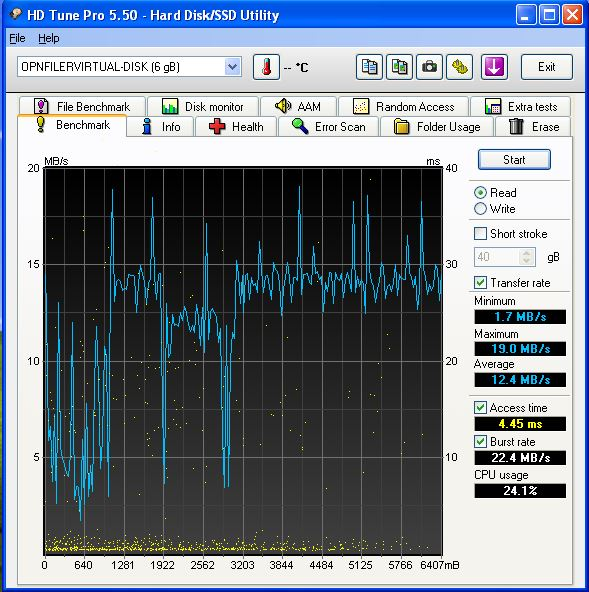 HD Tune Pro 5.50 - Hard Disk/SSD Utility
File Help
OPNFILERVIRTUAL-DISK (6 gB) -- °C Exit
File Benchmark Disk monitor AAM Random Access Extra tests
Benchmark Info Health Error Scan Folder Usage Erase
Start
Read
Write
Short stroke
40 gB
Transfer rate
Minimum
1.7 MB/s
Maximum
19.0 MB/s
Average
12.4 MB/s
Access time
4.45 ms
Burst rate
22.4 MB/s
CPU usage
24.1%
MB/s ms
20 40
15 30
10 20
5 10
0 640 1281 1922 2562 3203 3844 4484 5125 5766 6407mB